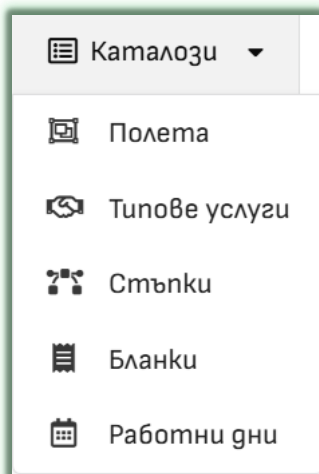 Каталози
Полета
Типове услуги
Стъпки
Бланки
Работни дни